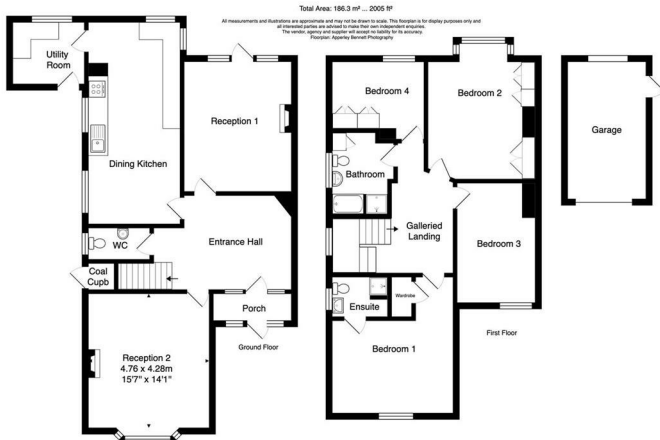 Total Area: 186.3 m² ... 2005 ft²
All measurements and illustrations are approximate and may not be drawn to scale. This floorplan is for display purposes only and
all interested parties are advised to make their own independent enquiries.
The vendor, agency and supplier will accept no liability for its accuracy.
Floorplan: Apperley Bennett Photography
Utility
Room
Dining Kitchen
Reception 1
WC
Entrance Hall
Coal
Cupb
Porch
Reception 2
4.76 x 4.28m
15'7" x 14'1"
Ground Floor
Bedroom 4
Bedroom 2
Bathroom
Galleried
Landing
Bedroom 3
Ensuite
Wardrobe
Bedroom 1
First Floor
Garage